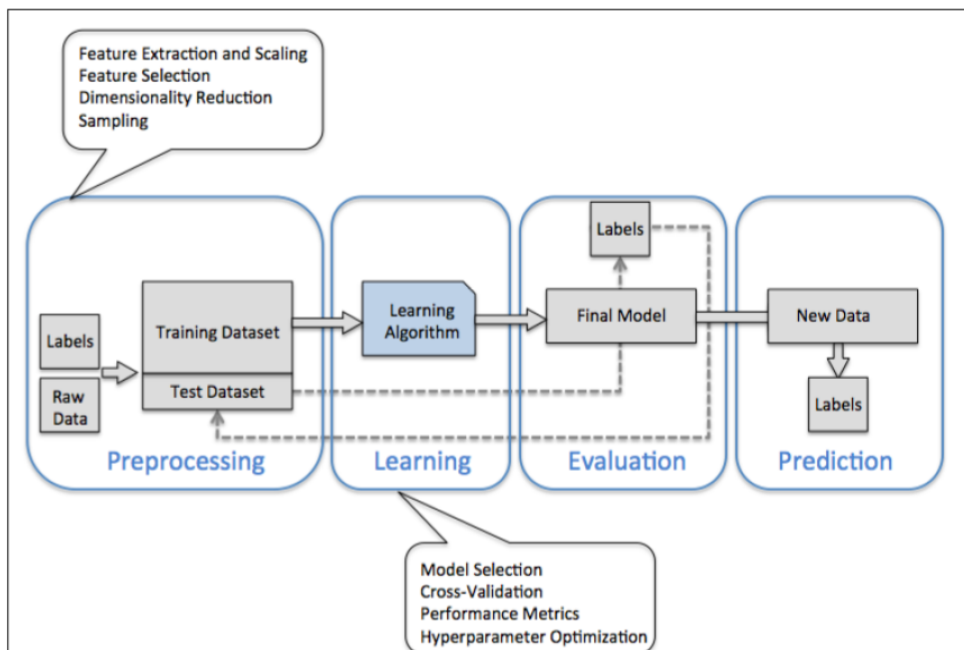 Feature Extraction and Scaling
Feature Selection
Dimensionality Reduction
Sampling
Labels
Raw
Data
Training Dataset
Test Dataset
Preprocessing
Learning
Algorithm
Learning
Labels
Final Model
Evaluation
New Data
Labels
Prediction
Model Selection
Cross-Validation
Performance Metrics
Hyperparameter Optimization